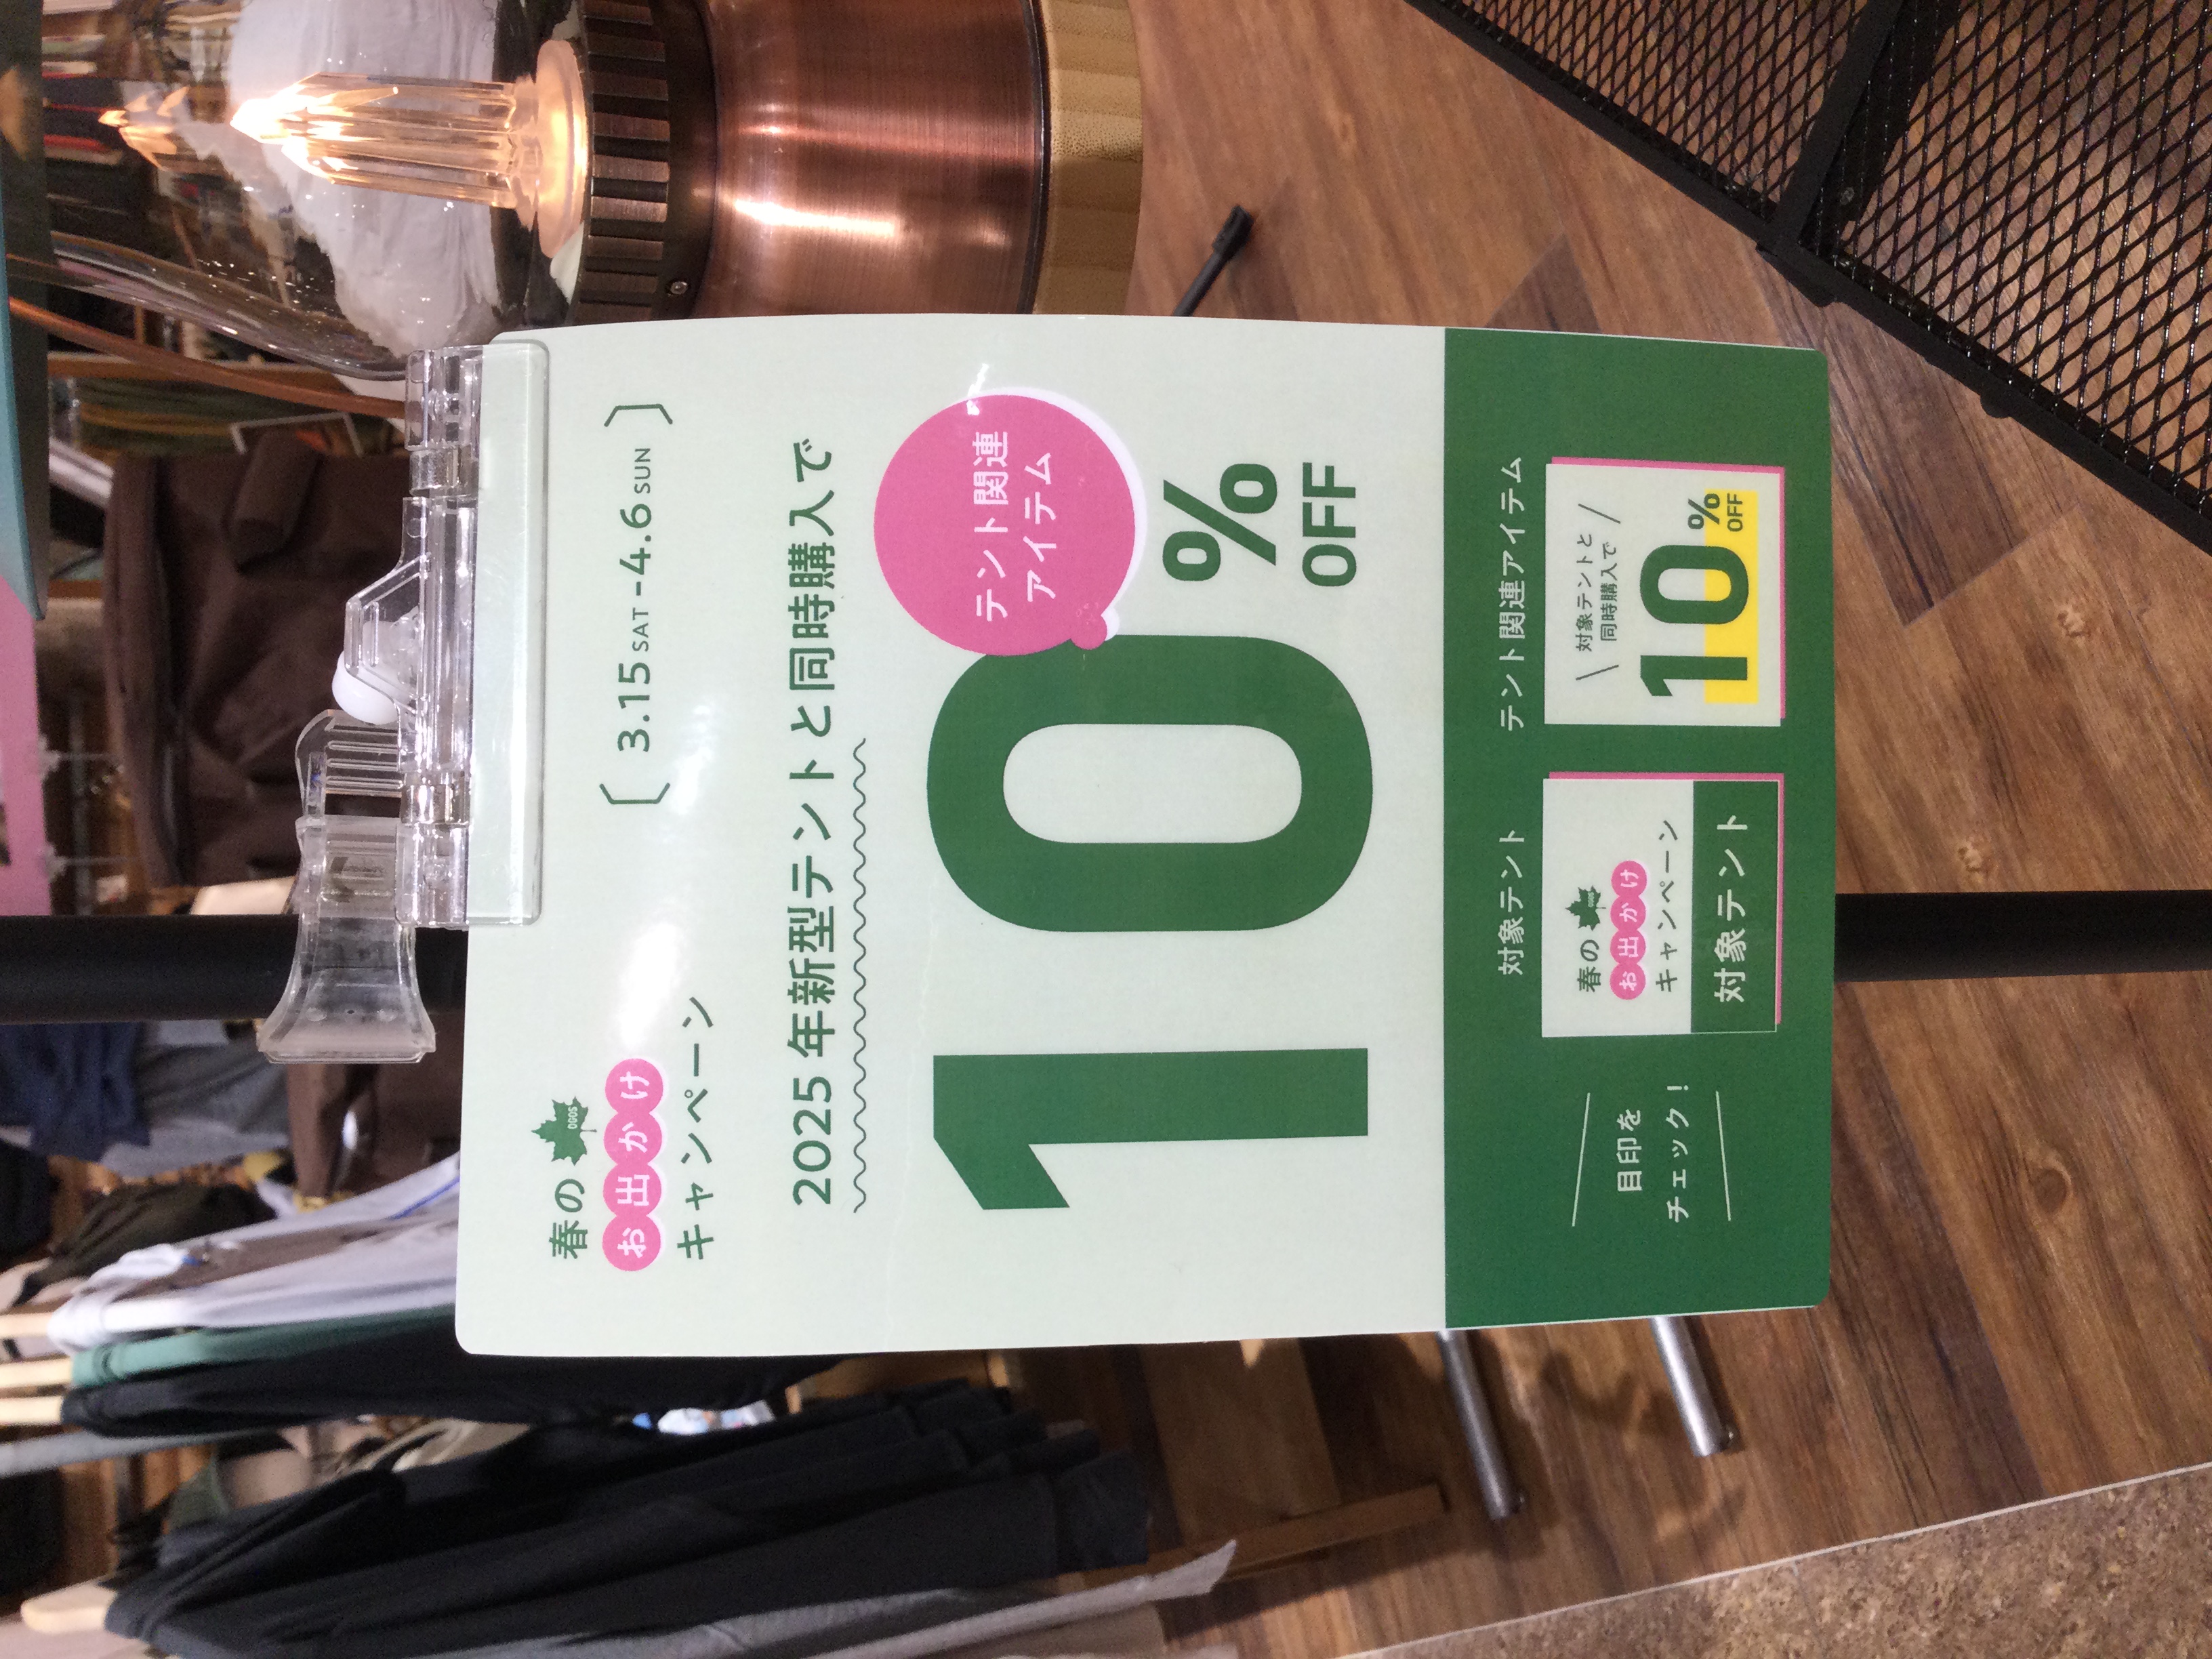 春の
LOGOS
お出かけ
キャンペーン
〔 3.15 SAT - 4.6 SUN 〕
2025年新型テントと同時購入で
テント関連
アイテム
10%
OFF
目印を
チェック！
対象テント
春の
お出かけ
キャンペーン
対象テント
テント関連アイテム
対象テントと
同時購入で
10%
OFF